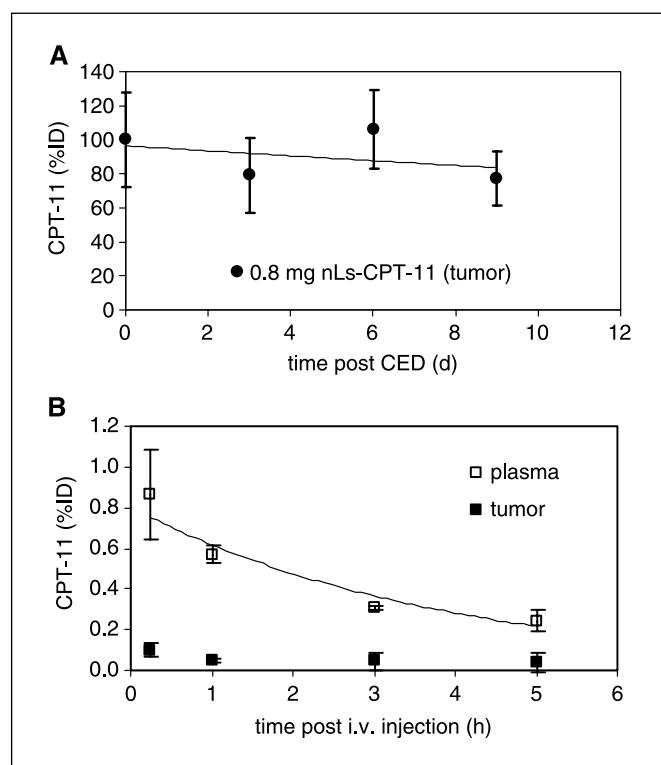 A
140
120
100
80
60
40
20
0
CPT-11 (%ID)
0.8 mg nLs-CPT-11 (tumor)
0 2 4 6 8 10 12
time post CED (d)
B
1.2
1.0
0.8
0.6
0.4
0.2
0.0
CPT-11 (%ID)
plasma
tumor
0 1 2 3 4 5 6
time post i.v. injection (h)